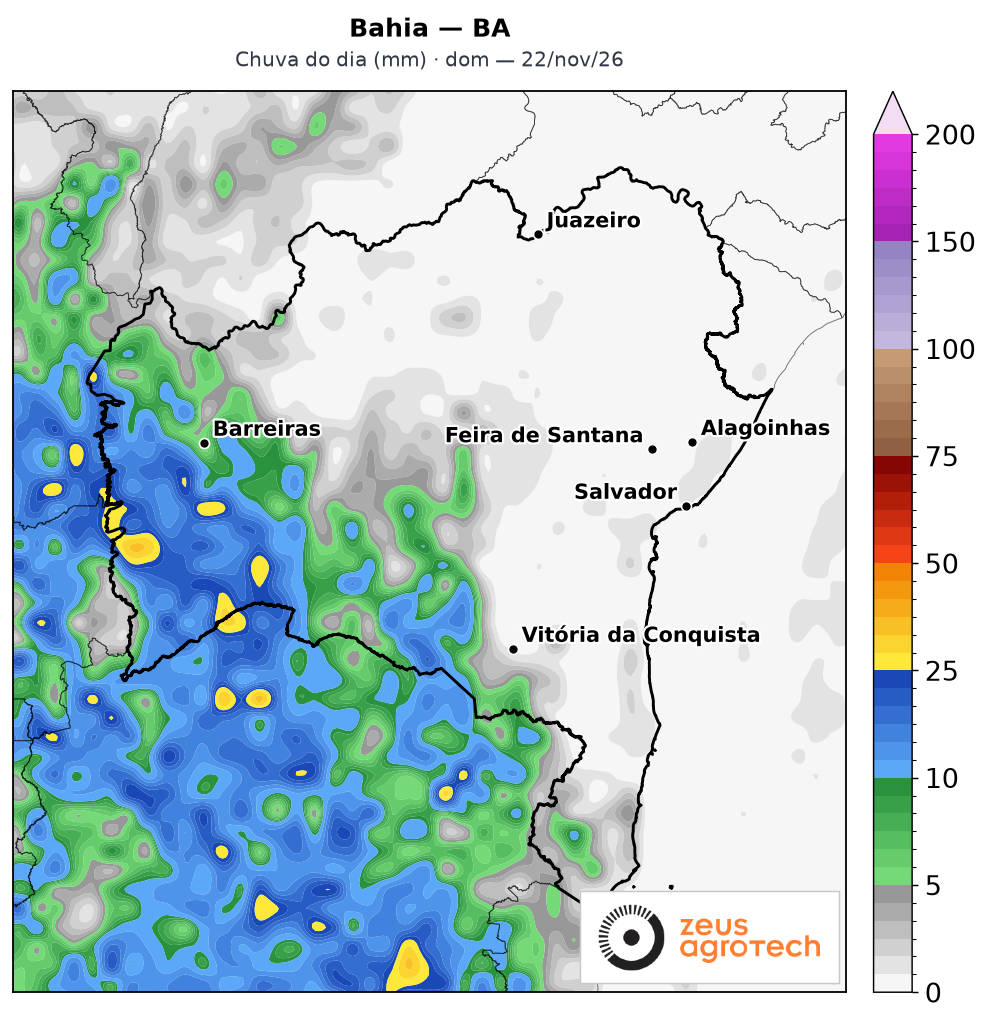 Bahia — BA
Chuva do dia (mm) · dom — 22/nov/26
Juazeiro
Barreiras
Feira de Santana
Alagoinhas
Salvador
Vitória da Conquista
200
150
100
75
50
25
10
5
0
zeus
agrotech